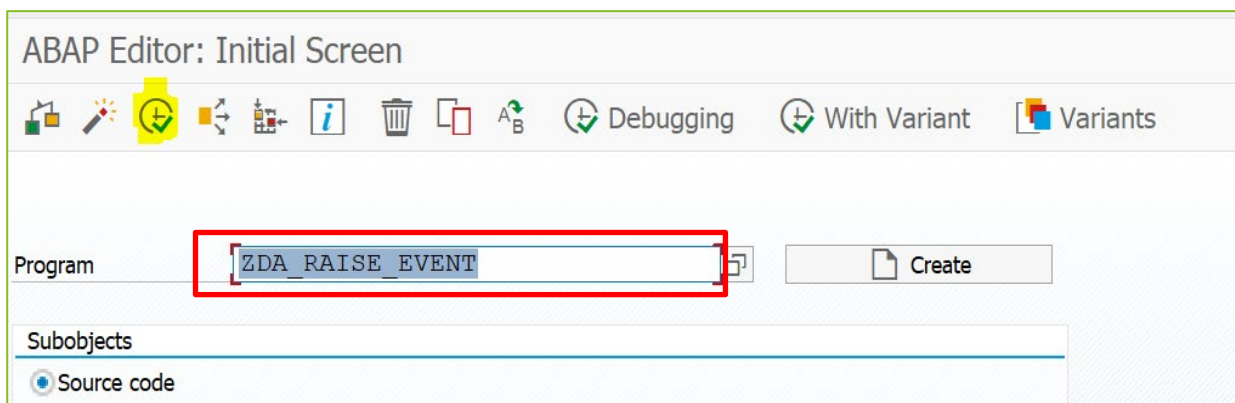 ABAP Editor: Initial Screen
i A B Debugging With Variant Variants
Program ZDA_RAISE_EVENT Create
Subobjects
Source code